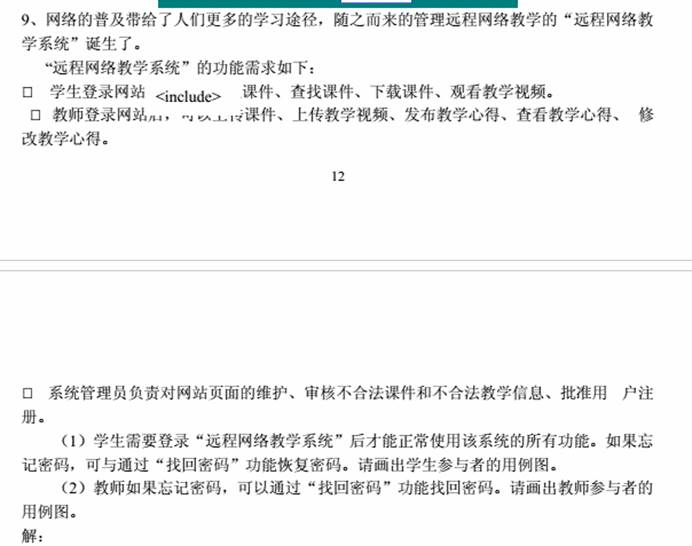 9、网络的普及带给了人们更多的学习途径，随之而来的管理远程网络教学的“远程网络教
学系统”诞生了。
“远程网络教学系统”的功能需求如下：
□ 学生登录网站 <include> 课件、查找课件、下载课件、观看教学视频。
□ 教师登录网站后，可以上传课件、上传教学视频、发布教学心得、查看教学心得、 修
改教学心得。
12
□ 系统管理员负责对网站页面的维护、审核不合法课件和不合法教学信息、批准用 户注
册。
（1）学生需要登录“远程网络教学系统”后才能正常使用该系统的所有功能。如果忘
记密码，可与通过“找回密码”功能恢复密码。请画出学生参与者的用例图。
（2）教师如果忘记密码，可以通过“找回密码”功能找回密码。请画出教师参与者的
用例图。
解：